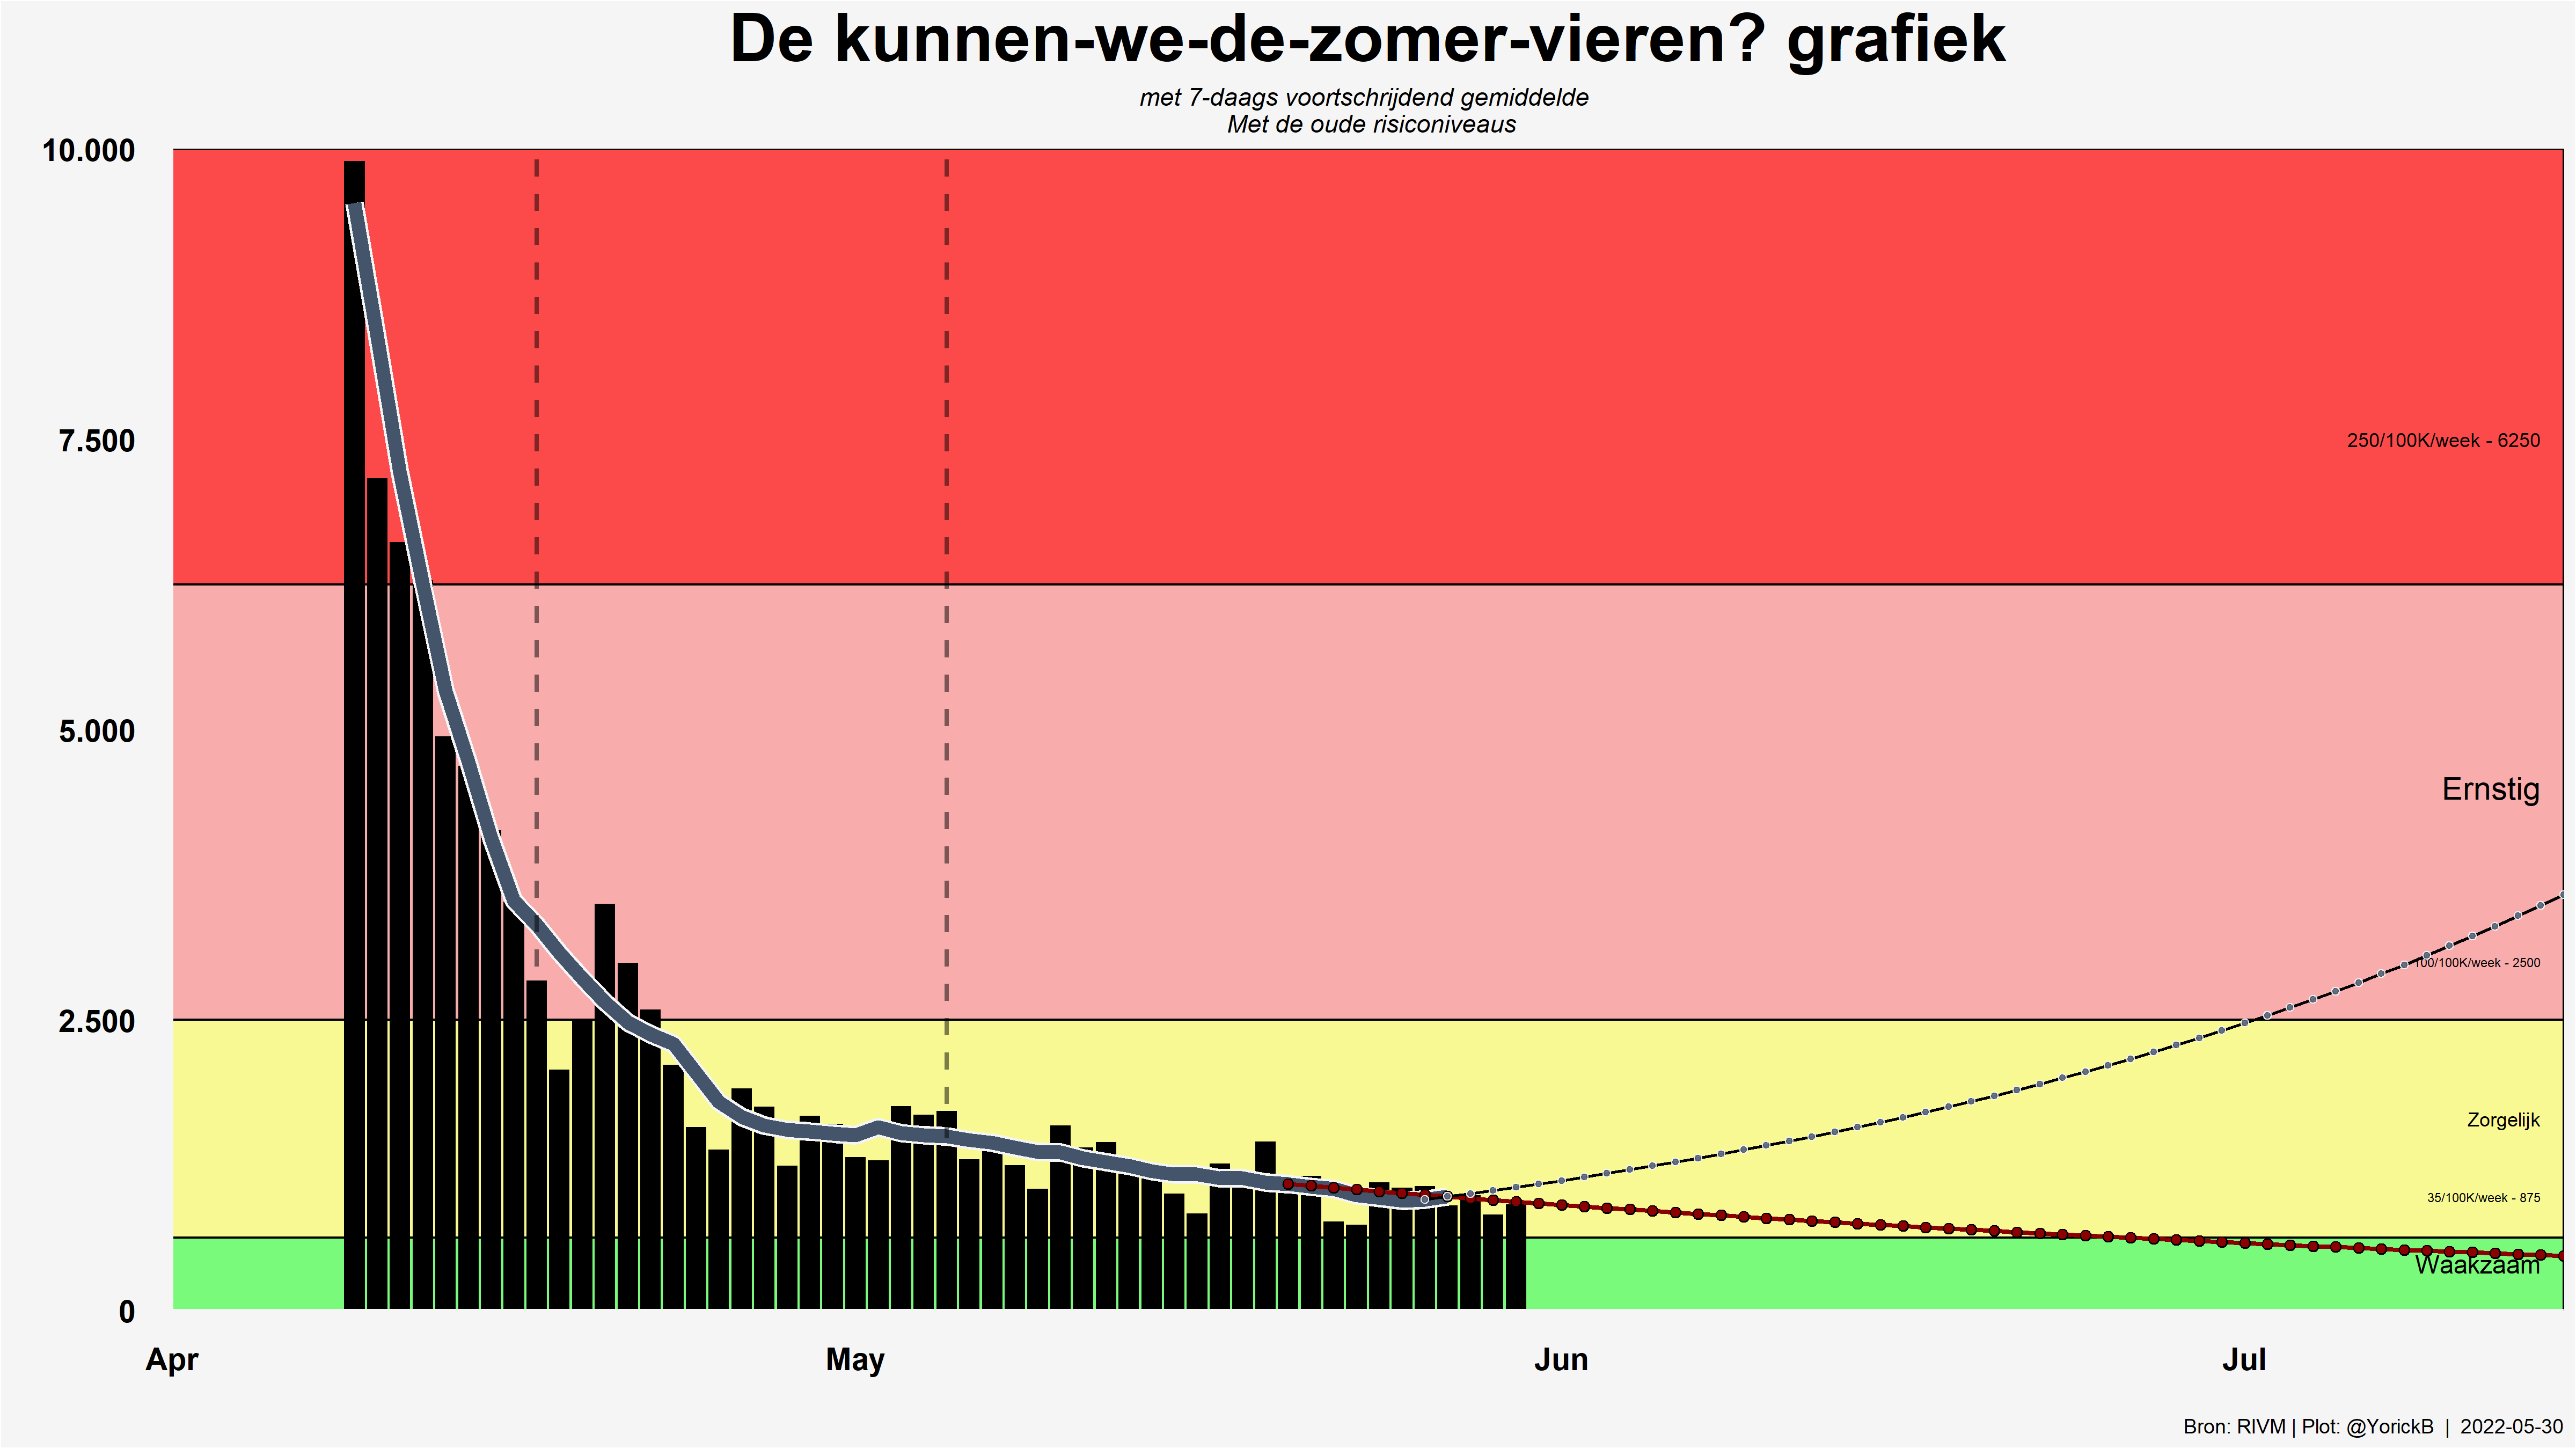 De kunnen-we-de-zomer-vieren? grafiek
met 7-daags voortschrijdend gemiddelde
Met de oude risiconiveaus
10.000
7.500
250/100K/week - 6250
5.000
Ernstig
100/100K/week - 2500
2.500
Zorgelijk
35/100K/week - 875
Waakzaam
0
Apr May Jun Jul
Bron: RIVM | Plot: @YorickB | 2022-05-30